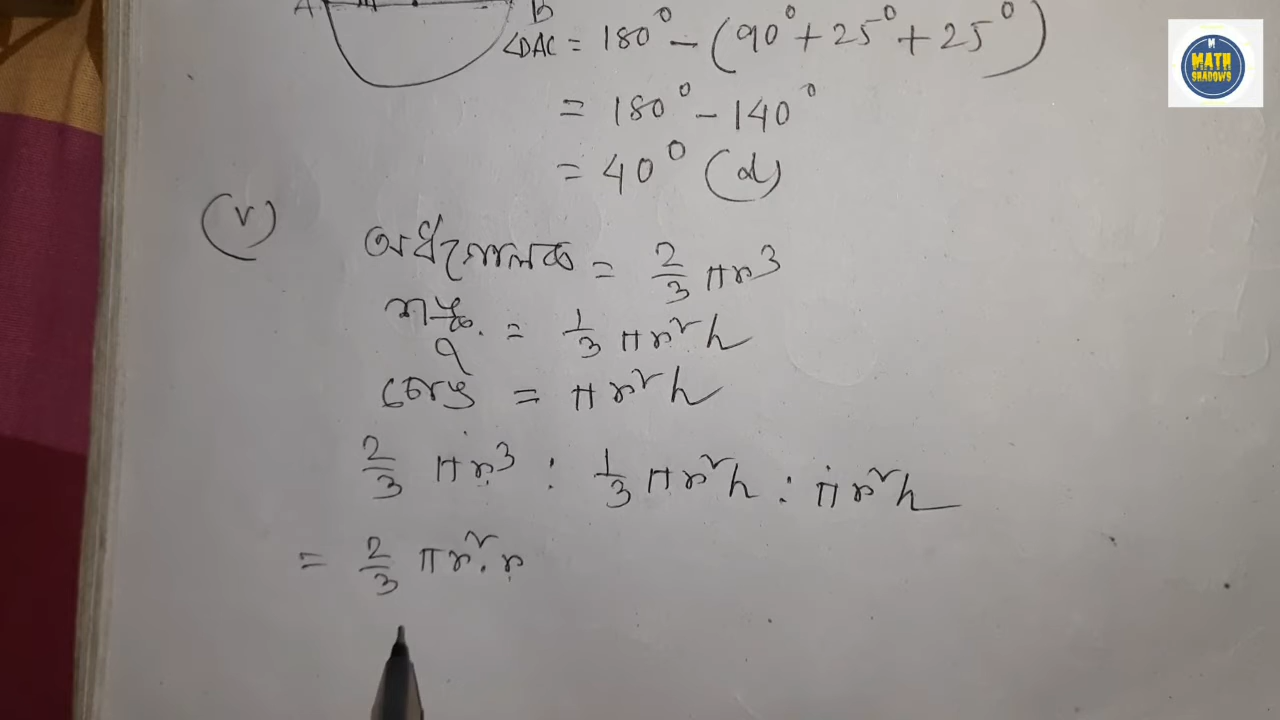 A B
∠DAC = 180° - (90° + 25° + 25°)
= 180° - 140°
= 40° (d)
(v)
অর্ধগোলক = 2/3 πr³
শঙ্কু = 1/3 πr²h
চোঙ = πr²h
2/3 πr³ : 1/3 πr²h : πr²h
= 2/3 πr².r
M
MATH
SHADOWS